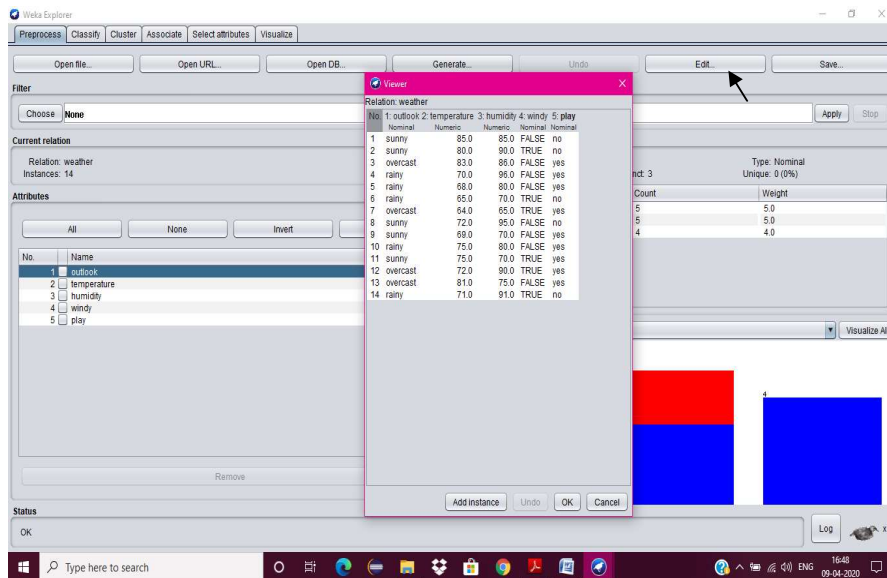 Weka Explorer
Preprocess Classify Cluster Associate Select attributes Visualize
Open file... Open URL... Open DB... Generate... Undo Edit... Save...
Filter
Choose None Apply Stop
Current relation
Relation: weather
Instances: 14
nct: 3
Type: Nominal
Unique: 0 (0%)
Attributes
All None Invert
No. Name
1 outlook
2 temperature
3 humidity
4 windy
5 play
Remove
Count Weight
5 5.0
5 5.0
4 4.0
Visualize Al
4
Viewer
Relation: weather
No. 1: outlook 2: temperature 3: humidity 4: windy 5: play
Nominal Numeric Numeric Nominal Nominal
1 sunny 85.0 85.0 FALSE no
2 sunny 80.0 90.0 TRUE no
3 overcast 83.0 86.0 FALSE yes
4 rainy 70.0 96.0 FALSE yes
5 rainy 68.0 80.0 FALSE yes
6 rainy 65.0 70.0 TRUE no
7 overcast 64.0 65.0 TRUE yes
8 sunny 72.0 95.0 FALSE no
9 sunny 69.0 70.0 FALSE yes
10 rainy 75.0 80.0 FALSE yes
11 sunny 75.0 70.0 TRUE yes
12 overcast 72.0 90.0 TRUE yes
13 overcast 81.0 75.0 FALSE yes
14 rainy 71.0 91.0 TRUE no
Add instance Undo OK Cancel
Status
OK
Log x
Type here to search
ENG
16:48
09-04-2020